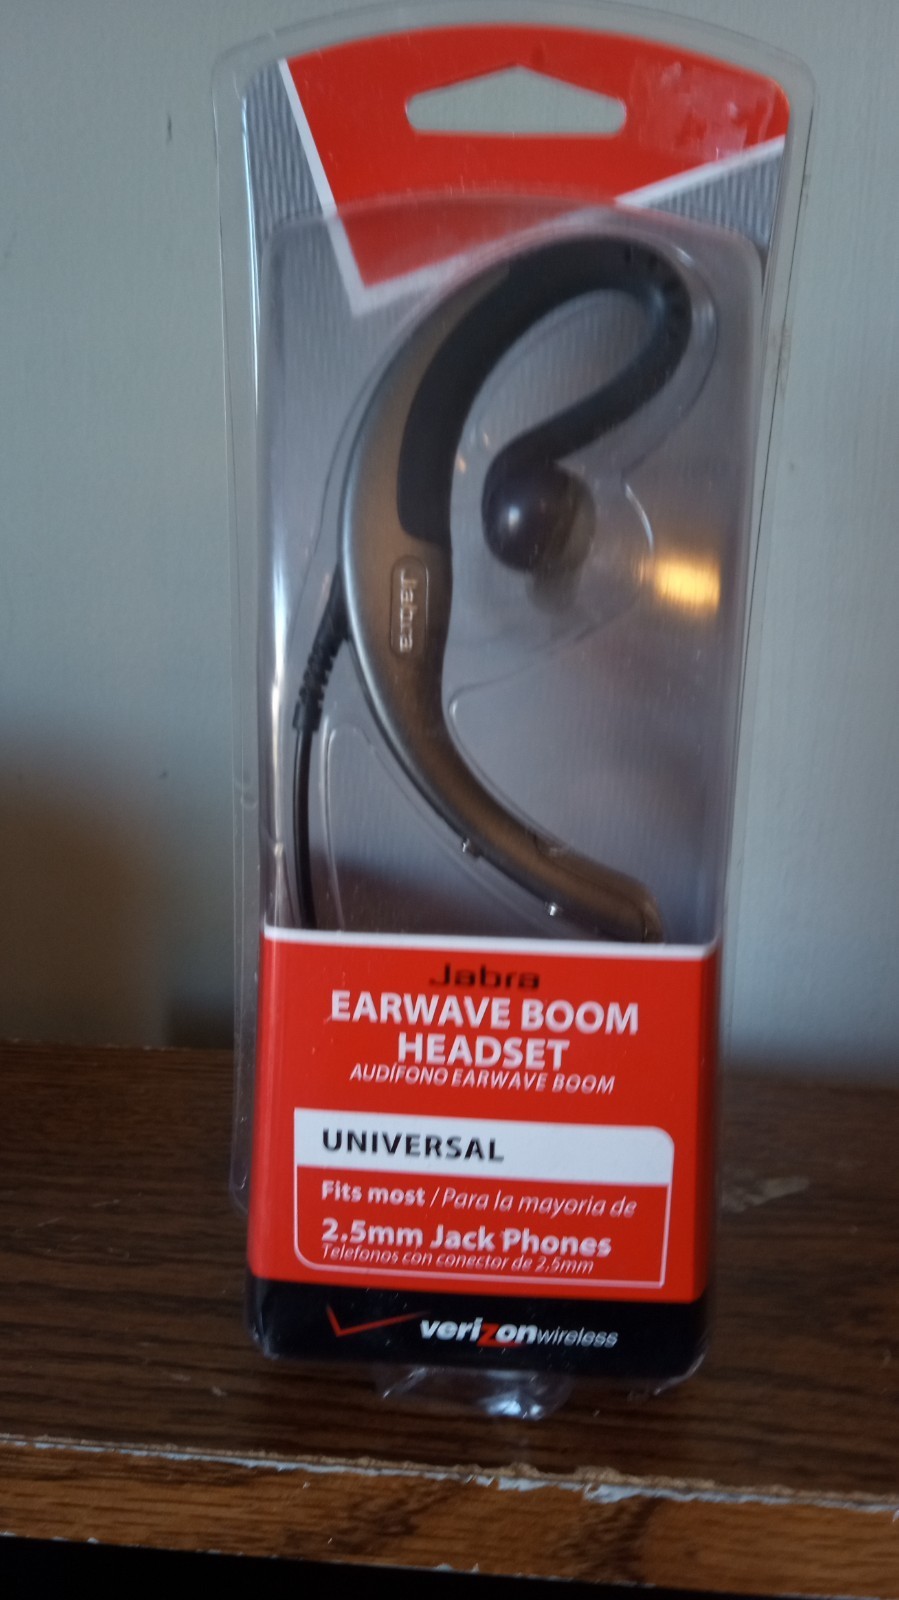 Jabra
Jabra
EARWAVE BOOM
HEADSET
AUDÍFONO EARWAVE BOOM
UNIVERSAL
Fits most / Para la mayoria de
2.5mm Jack Phones
Telefonos con conector de 2.5mm
verizonwireless